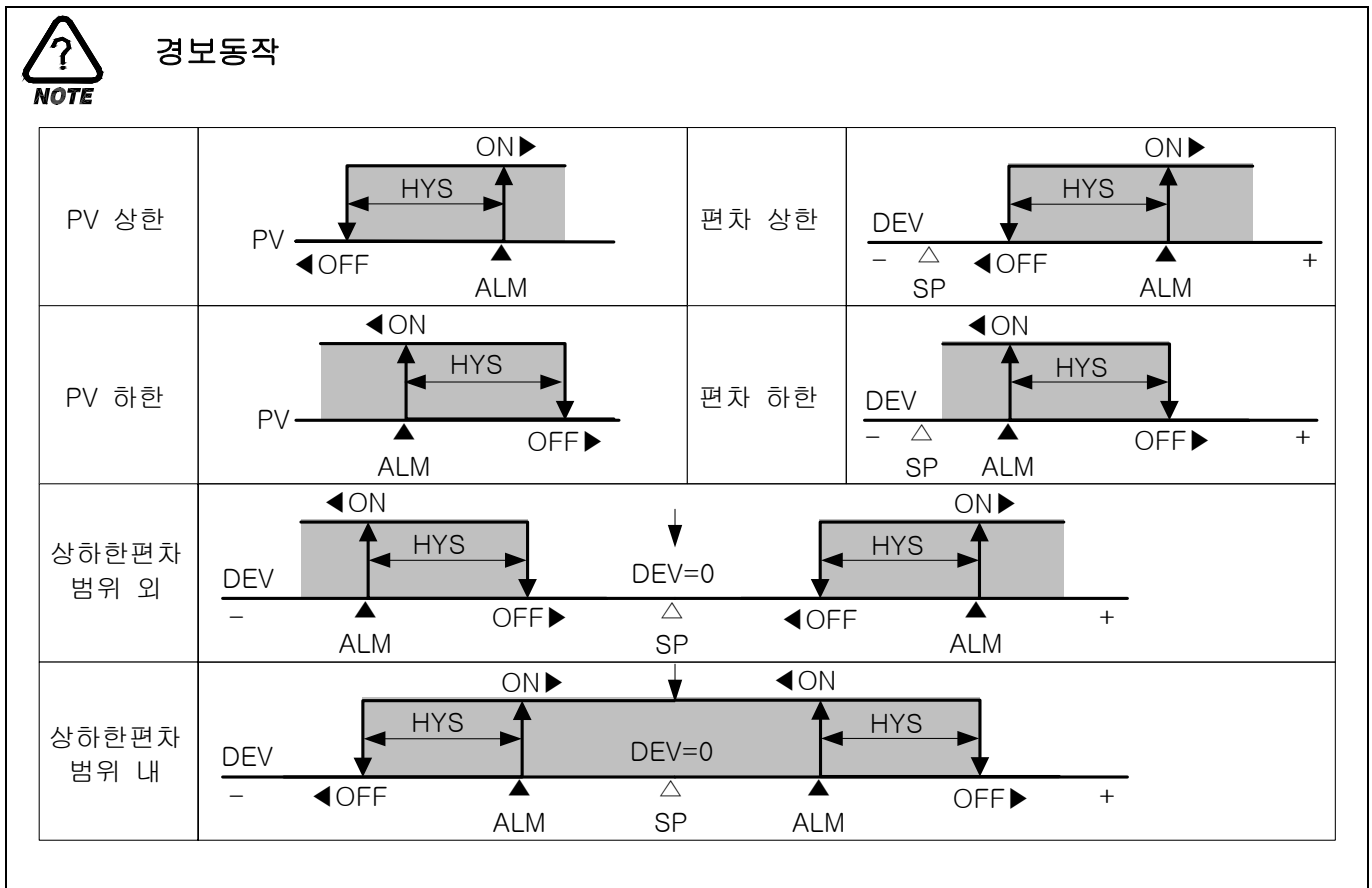 ?
NOTE
경보동작
PV 상한
ON▶
HYS
PV
◀OFF
ALM
편차 상한
ON▶
HYS
DEV
− △ ◀OFF ▲ +
SP ALM
PV 하한
◀ON
HYS
PV
OFF▶
ALM
편차 하한
◀ON
HYS
DEV
− △ ▲ OFF▶ +
SP ALM
상하한편차
범위 외
◀ON ON▶
HYS HYS
DEV DEV=0
− OFF▶ △ ◀OFF +
ALM SP ALM
상하한편차
범위 내
ON▶ ◀ON
HYS HYS
DEV DEV=0
− ◀OFF △ OFF▶ +
ALM SP ALM